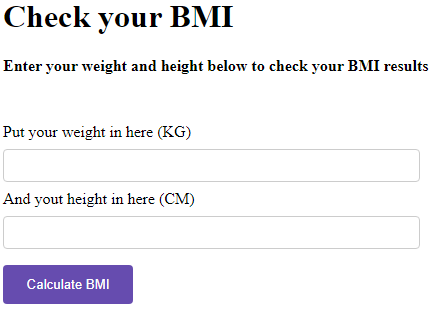 Check your BMI
Enter your weight and height below to check your BMI results
Put your weight in here (KG)
And yout height in here (CM)
Calculate BMI